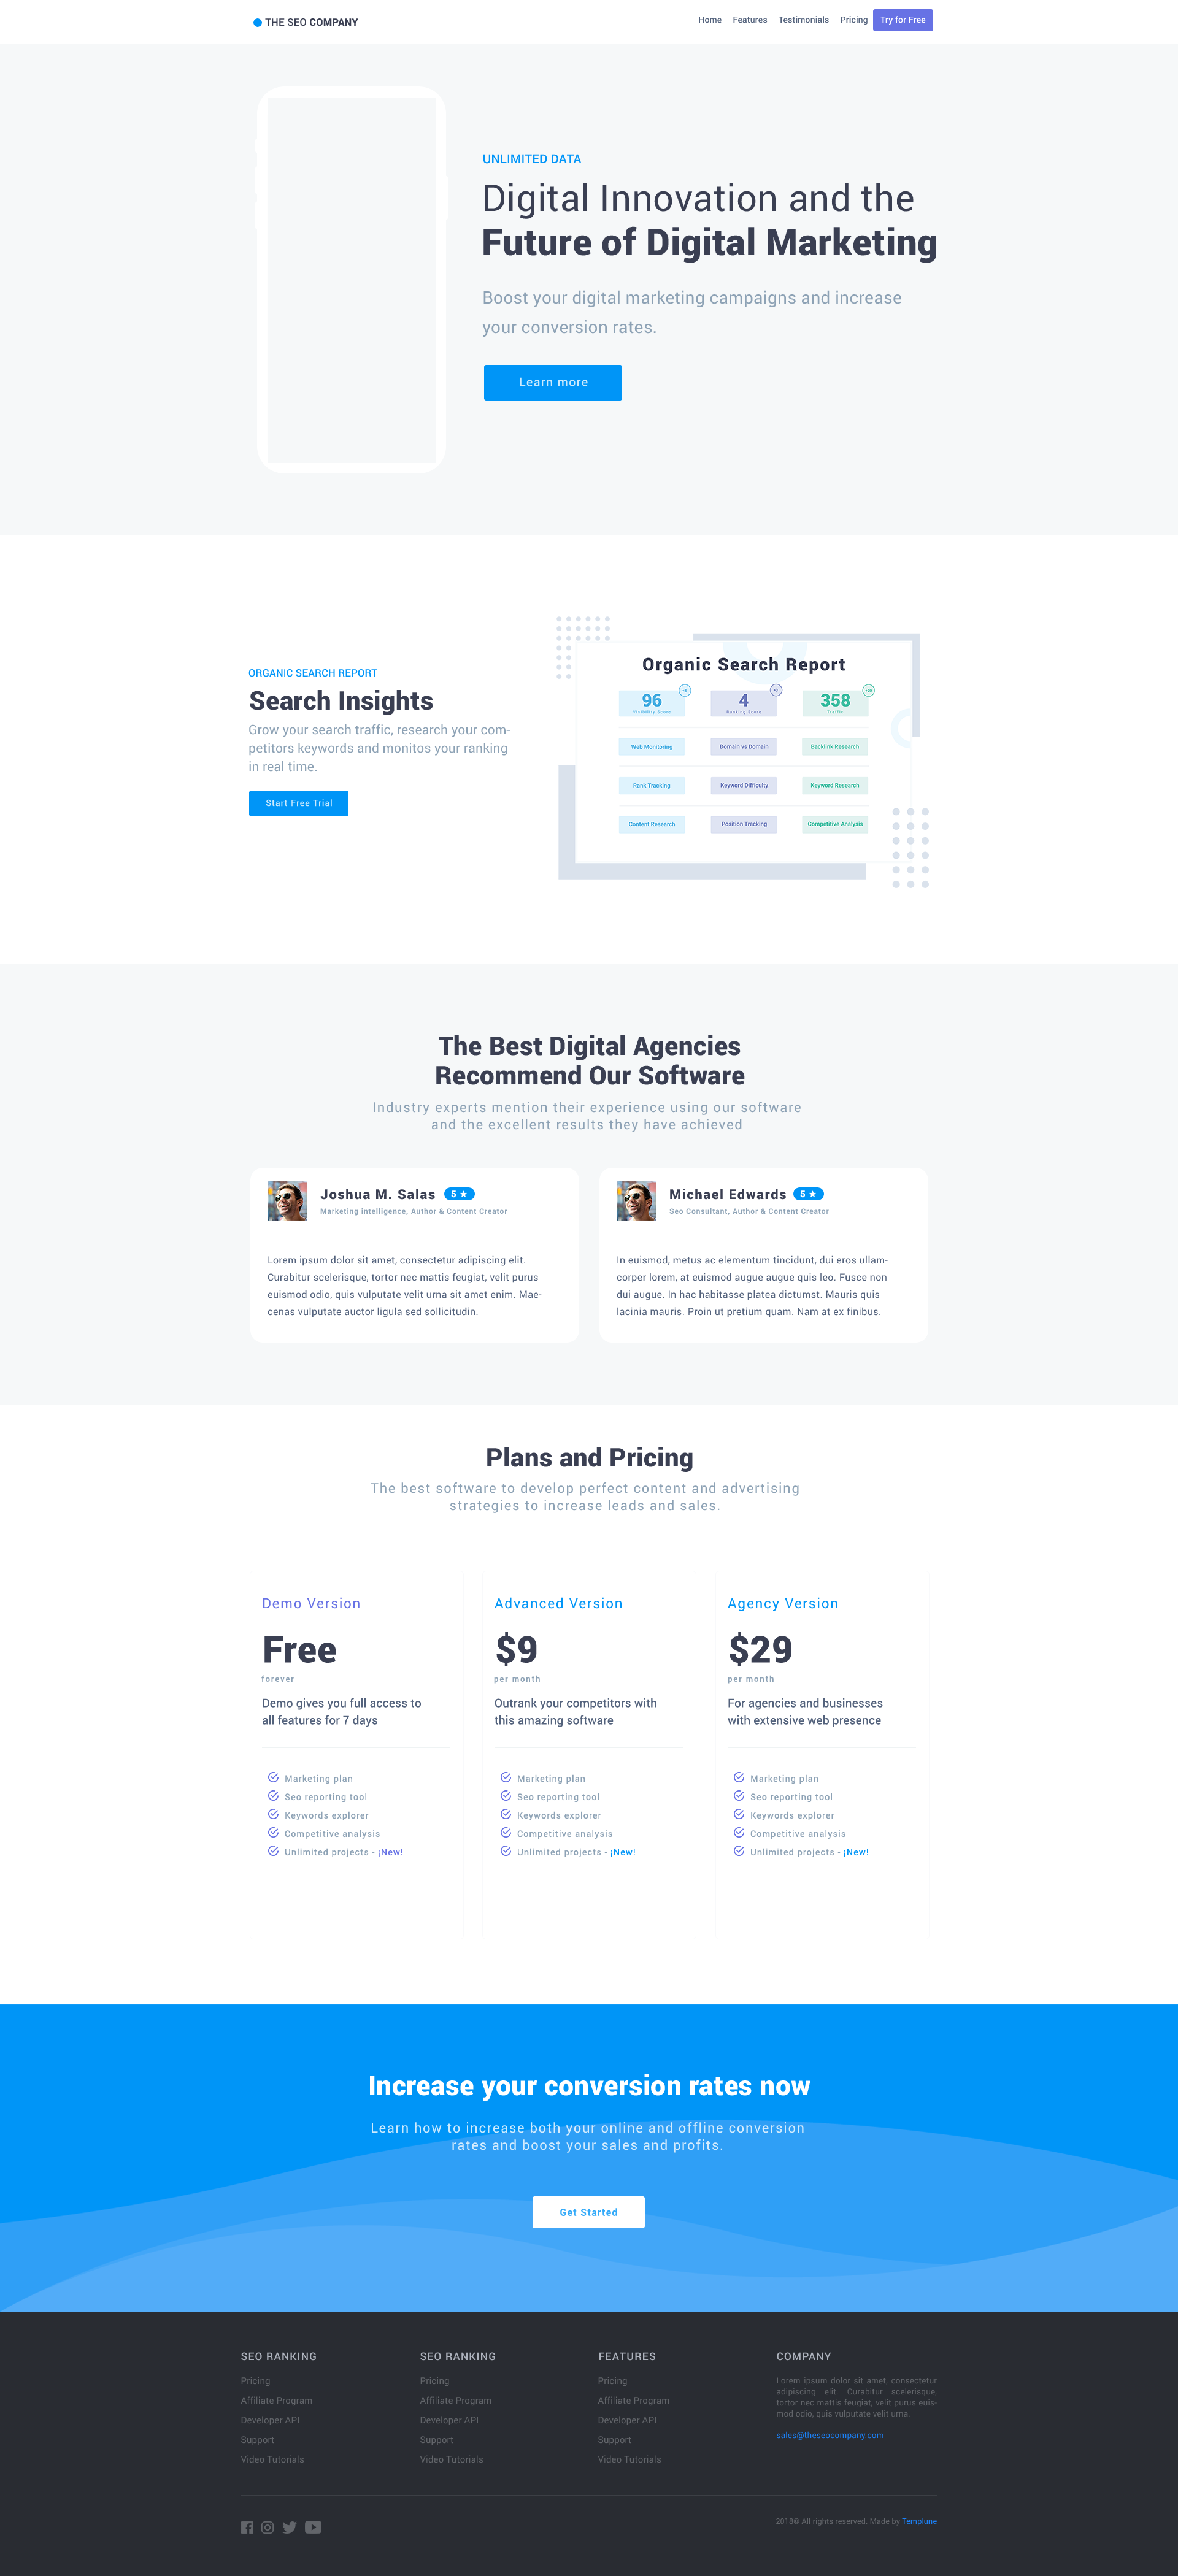 THE SEO COMPANY
Home Features Testimonials Pricing Try for Free
UNLIMITED DATA
Digital Innovation and the
Future of Digital Marketing
Boost your digital marketing campaigns and increase
your conversion rates.
Learn more
ORGANIC SEARCH REPORT
Search Insights
Grow your search traffic, research your com-
petitors keywords and monitos your ranking
in real time.
Start Free Trial
Organic Search Report
96 4 358
Visibility Score Ranking Score Traffic
Web Monitoring Domain vs Domain Backlink Research
Rank Tracking Keyword Difficulty Keyword Research
Content Research Position Tracking Competitive Analysis
The Best Digital Agencies
Recommend Our Software
Industry experts mention their experience using our software
and the excellent results they have achieved
Joshua M. Salas 5 ★
Marketing intelligence, Author & Content Creator
Lorem ipsum dolor sit amet, consectetur adipiscing elit.
Curabitur scelerisque, tortor nec mattis feugiat, velit purus
euismod odio, quis vulputate velit urna sit amet enim. Mae-
cenas vulputate auctor ligula sed sollicitudin.
Michael Edwards 5 ★
Seo Consultant, Author & Content Creator
In euismod, metus ac elementum tincidunt, dui eros ullam-
corper lorem, at euismod augue augue quis leo. Fusce non
dui augue. In hac habitasse platea dictumst. Mauris quis
lacinia mauris. Proin ut pretium quam. Nam at ex finibus.
Plans and Pricing
The best software to develop perfect content and advertising
strategies to increase leads and sales.
Demo Version
Free
forever
Demo gives you full access to
all features for 7 days
Marketing plan
Seo reporting tool
Keywords explorer
Competitive analysis
Unlimited projects - ¡New!
Advanced Version
$9
per month
Outrank your competitors with
this amazing software
Marketing plan
Seo reporting tool
Keywords explorer
Competitive analysis
Unlimited projects - ¡New!
Agency Version
$29
per month
For agencies and businesses
with extensive web presence
Marketing plan
Seo reporting tool
Keywords explorer
Competitive analysis
Unlimited projects - ¡New!
Increase your conversion rates now
Learn how to increase both your online and offline conversion
rates and boost your sales and profits.
Get Started
SEO RANKING
Pricing
Affiliate Program
Developer API
Support
Video Tutorials
SEO RANKING
Pricing
Affiliate Program
Developer API
Support
Video Tutorials
FEATURES
Pricing
Affiliate Program
Developer API
Support
Video Tutorials
COMPANY
Lorem ipsum dolor sit amet, consectetur
adipiscing elit. Curabitur scelerisque,
tortor nec mattis feugiat, velit purus euis-
mod odio, quis vulputate velit urna.
sales@theseocompany.com
2018© All rights reserved. Made by Templune